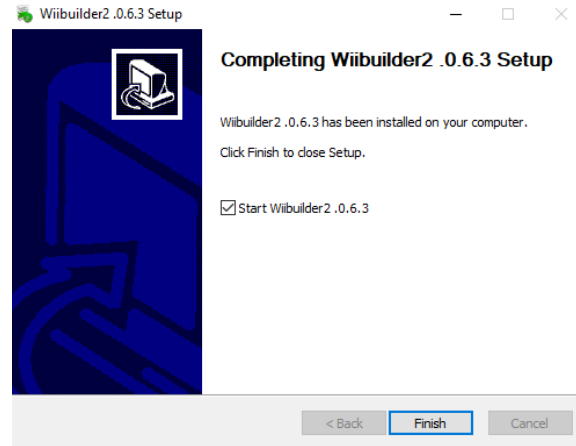 Wiibuilder2 .0.6.3 Setup
Completing Wiibuilder2 .0.6.3 Setup
Wiibuilder2 .0.6.3 has been installed on your computer.
Click Finish to close Setup.
Start Wiibuilder2 .0.6.3
< Back Finish Cancel